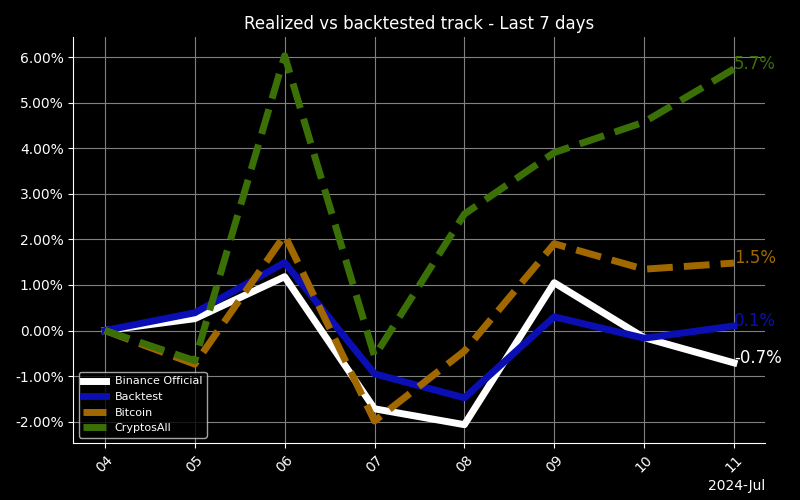 Realized vs backtested track - Last 7 days
6.00%
5.00%
4.00%
3.00%
2.00%
1.00%
0.00%
-1.00%
-2.00%
5.7%
1.5%
0.1%
-0.7%
Binance Official
Backtest
Bitcoin
CryptosAll
04 05 06 07 08 09 10 11
2024-Jul